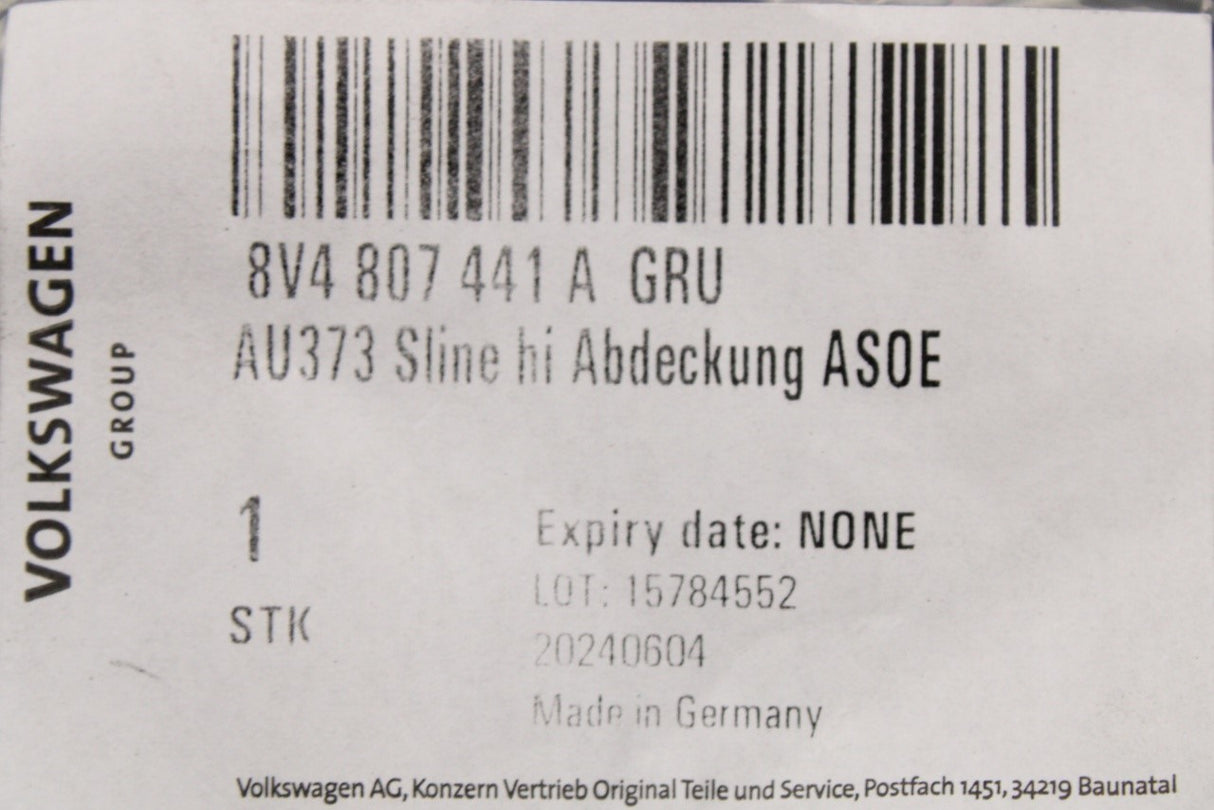 VOLKSWAGEN
GROUP
8V4 807 441 A GRU
AU373 Sline hi Abdeckung ASOE
1
STK
Expiry date: NONE
LOT: 15784552
20240604
Made in Germany
Volkswagen AG, Konzern Vertrieb Original Teile und Service, Postfach 1451, 34219 Baunatal